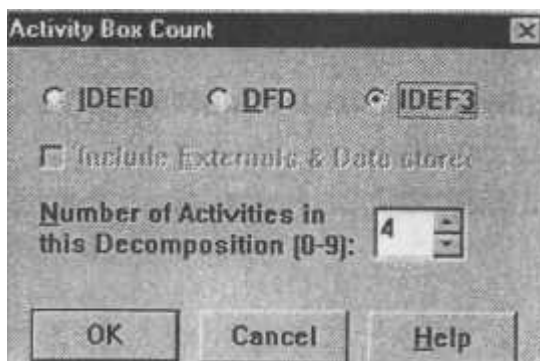 Activity Box Count
IDEF0 DFD IDEF3
Include Externals & Data stores
Number of Activities in
this Decomposition (0-9): 4
OK Cancel Help